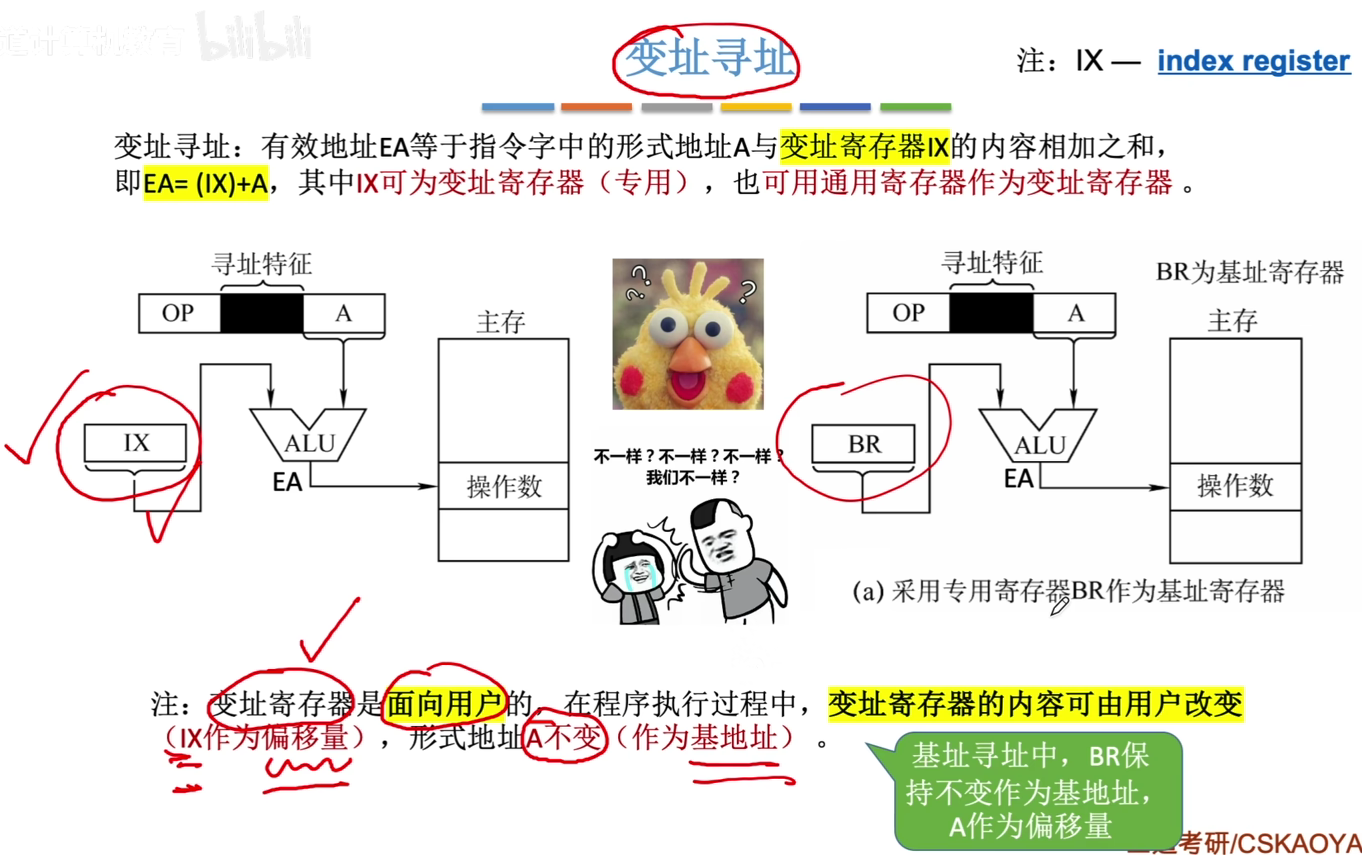 bilibili
变址寻址
注：IX — index register
变址寻址：有效地址EA等于指令字中的形式地址A与变址寄存器IX的内容相加之和，
即EA= (IX)+A，其中IX可为变址寄存器（专用），也可用通用寄存器作为变址寄存器 。
寻址特征
OP
A
主存
IX
ALU
EA
操作数
? ? ?
不一样？不一样？不一样？
我们不一样？
寻址特征
BR为基址寄存器
OP
A
主存
BR
ALU
EA
操作数
(a) 采用专用寄存器BR作为基址寄存器
注：变址寄存器是面向用户的，在程序执行过程中，变址寄存器的内容可由用户改变
（IX作为偏移量），形式地址A不变（作为基地址）。
基址寻址中，BR保
持不变作为基地址，
A作为偏移量
考研/CSKAOYA